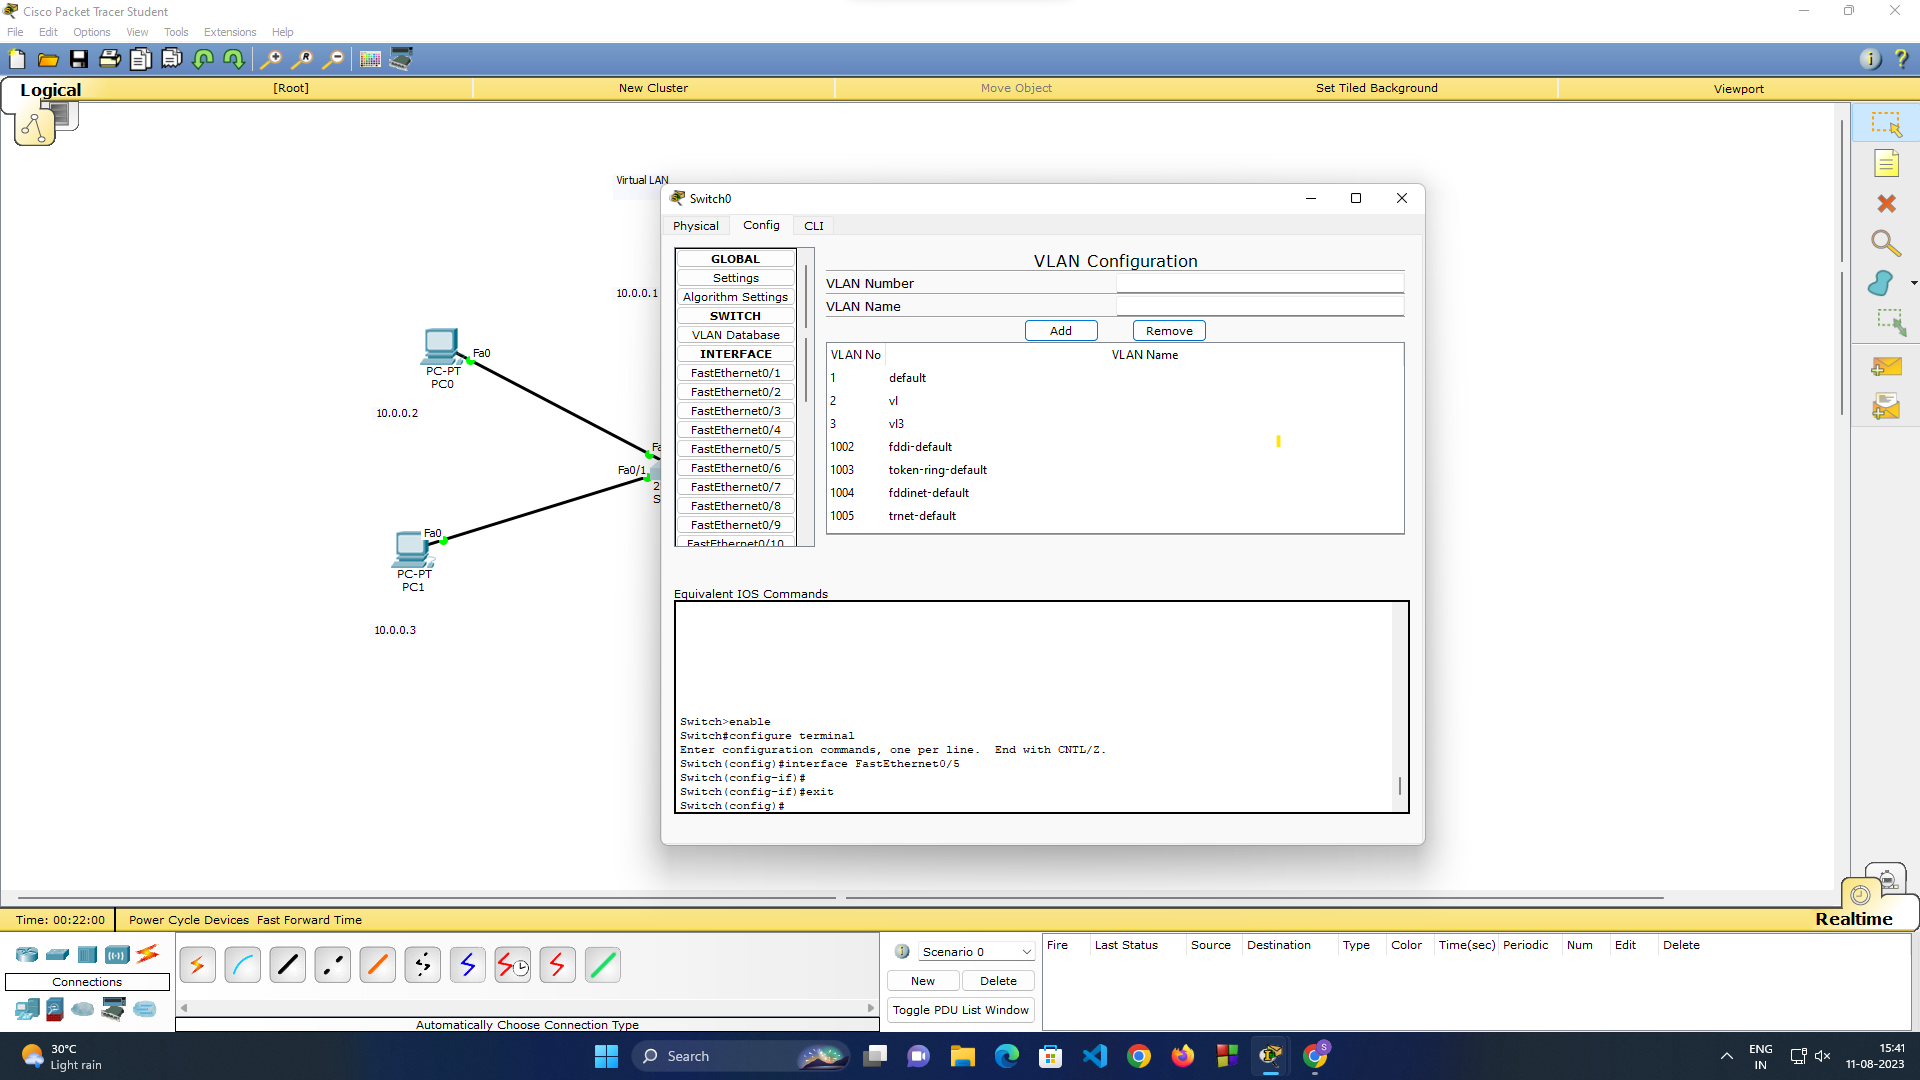 Cisco Packet Tracer Student
File Edit Options View Tools Extensions Help
Logical [Root] New Cluster Move Object Set Tiled Background Viewport
Virtual LAN
10.0.0.1
Fa0
PC-PT
PC0
10.0.0.2
Fa0/1
Fa0
PC-PT
PC1
10.0.0.3
Switch0
Physical Config CLI
GLOBAL
Settings
Algorithm Settings
SWITCH
VLAN Database
INTERFACE
FastEthernet0/1
FastEthernet0/2
FastEthernet0/3
FastEthernet0/4
FastEthernet0/5
FastEthernet0/6
FastEthernet0/7
FastEthernet0/8
FastEthernet0/9
FastEthernet0/10
VLAN Configuration
VLAN Number
VLAN Name
Add Remove
VLAN No VLAN Name
1 default
2 vl
3 vl3
1002 fddi-default
1003 token-ring-default
1004 fddinet-default
1005 trnet-default
Equivalent IOS Commands
Switch>enable
Switch#configure terminal
Enter configuration commands, one per line.  End with CNTL/Z.
Switch(config)#interface FastEthernet0/5
Switch(config-if)#
Switch(config-if)#exit
Switch(config)#
Time: 00:22:00 Power Cycle Devices Fast Forward Time
Realtime
Connections
Automatically Choose Connection Type
Scenario 0
New Delete
Toggle PDU List Window
Fire Last Status Source Destination Type Color Time(sec) Periodic Num Edit Delete
30°C
Light rain
Search
ENG
IN
15:41
11-08-2023